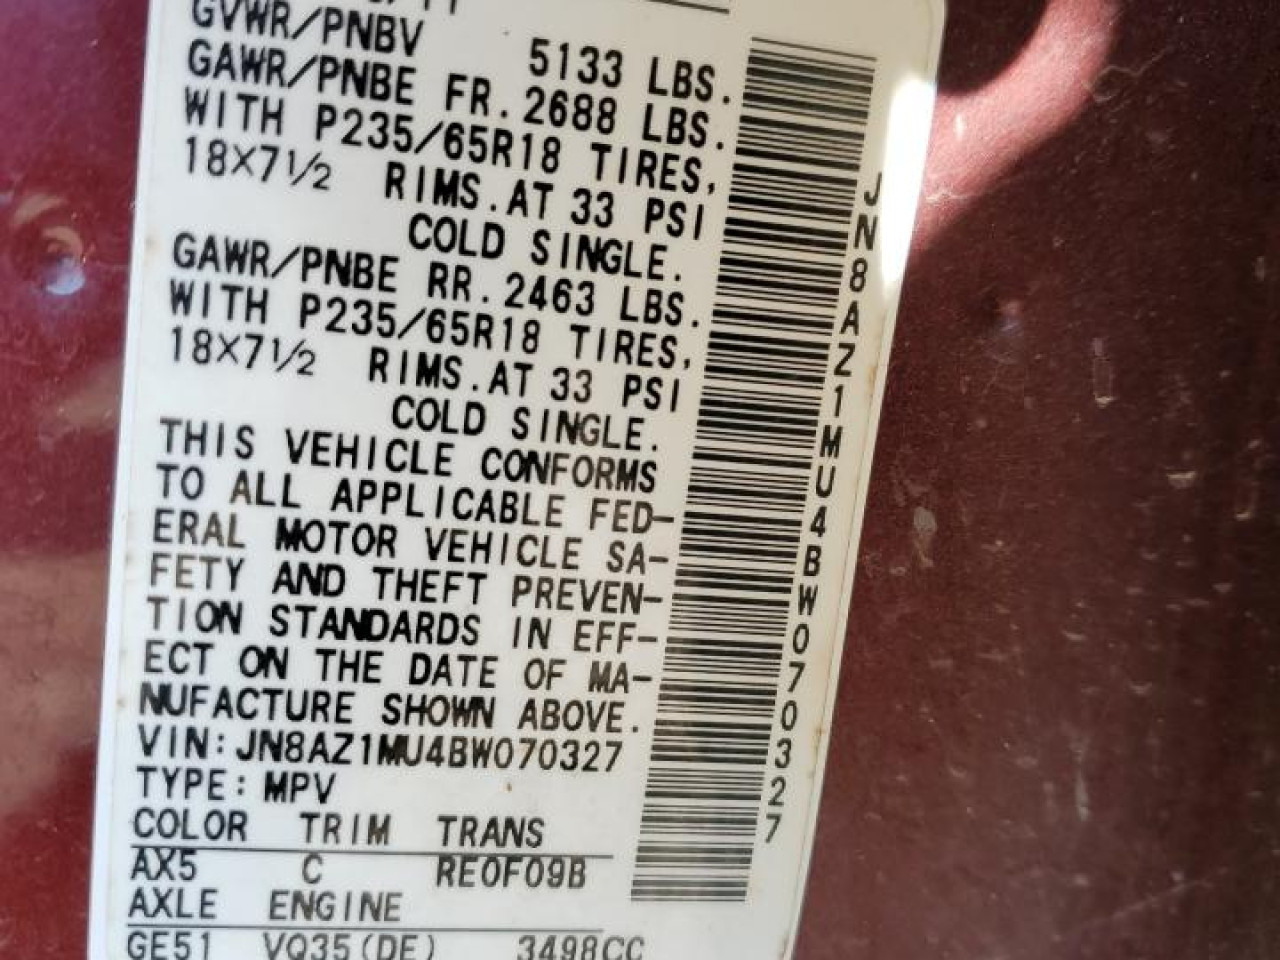 GVWR/PNBV 5133 LBS.
GAWR/PNBE FR. 2688 LBS.
WITH P235/65R18 TIRES,
18X7 1/2 RIMS. AT 33 PSI
COLD SINGLE.
GAWR/PNBE RR. 2463 LBS.
WITH P235/65R18 TIRES,
18X7 1/2 RIMS. AT 33 PSI
COLD SINGLE.
THIS VEHICLE CONFORMS
TO ALL APPLICABLE FED-
ERAL MOTOR VEHICLE SA-
FETY AND THEFT PREVEN-
TION STANDARDS IN EFF-
ECT ON THE DATE OF MA-
NUFACTURE SHOWN ABOVE.
VIN: JN8AZ1MU4BW070327
TYPE: MPV
COLOR TRIM TRANS
AX5 C RE0F09B
AXLE ENGINE
GE51 VQ35(DE) 3498CC
JN8AZ1MU4BW070327